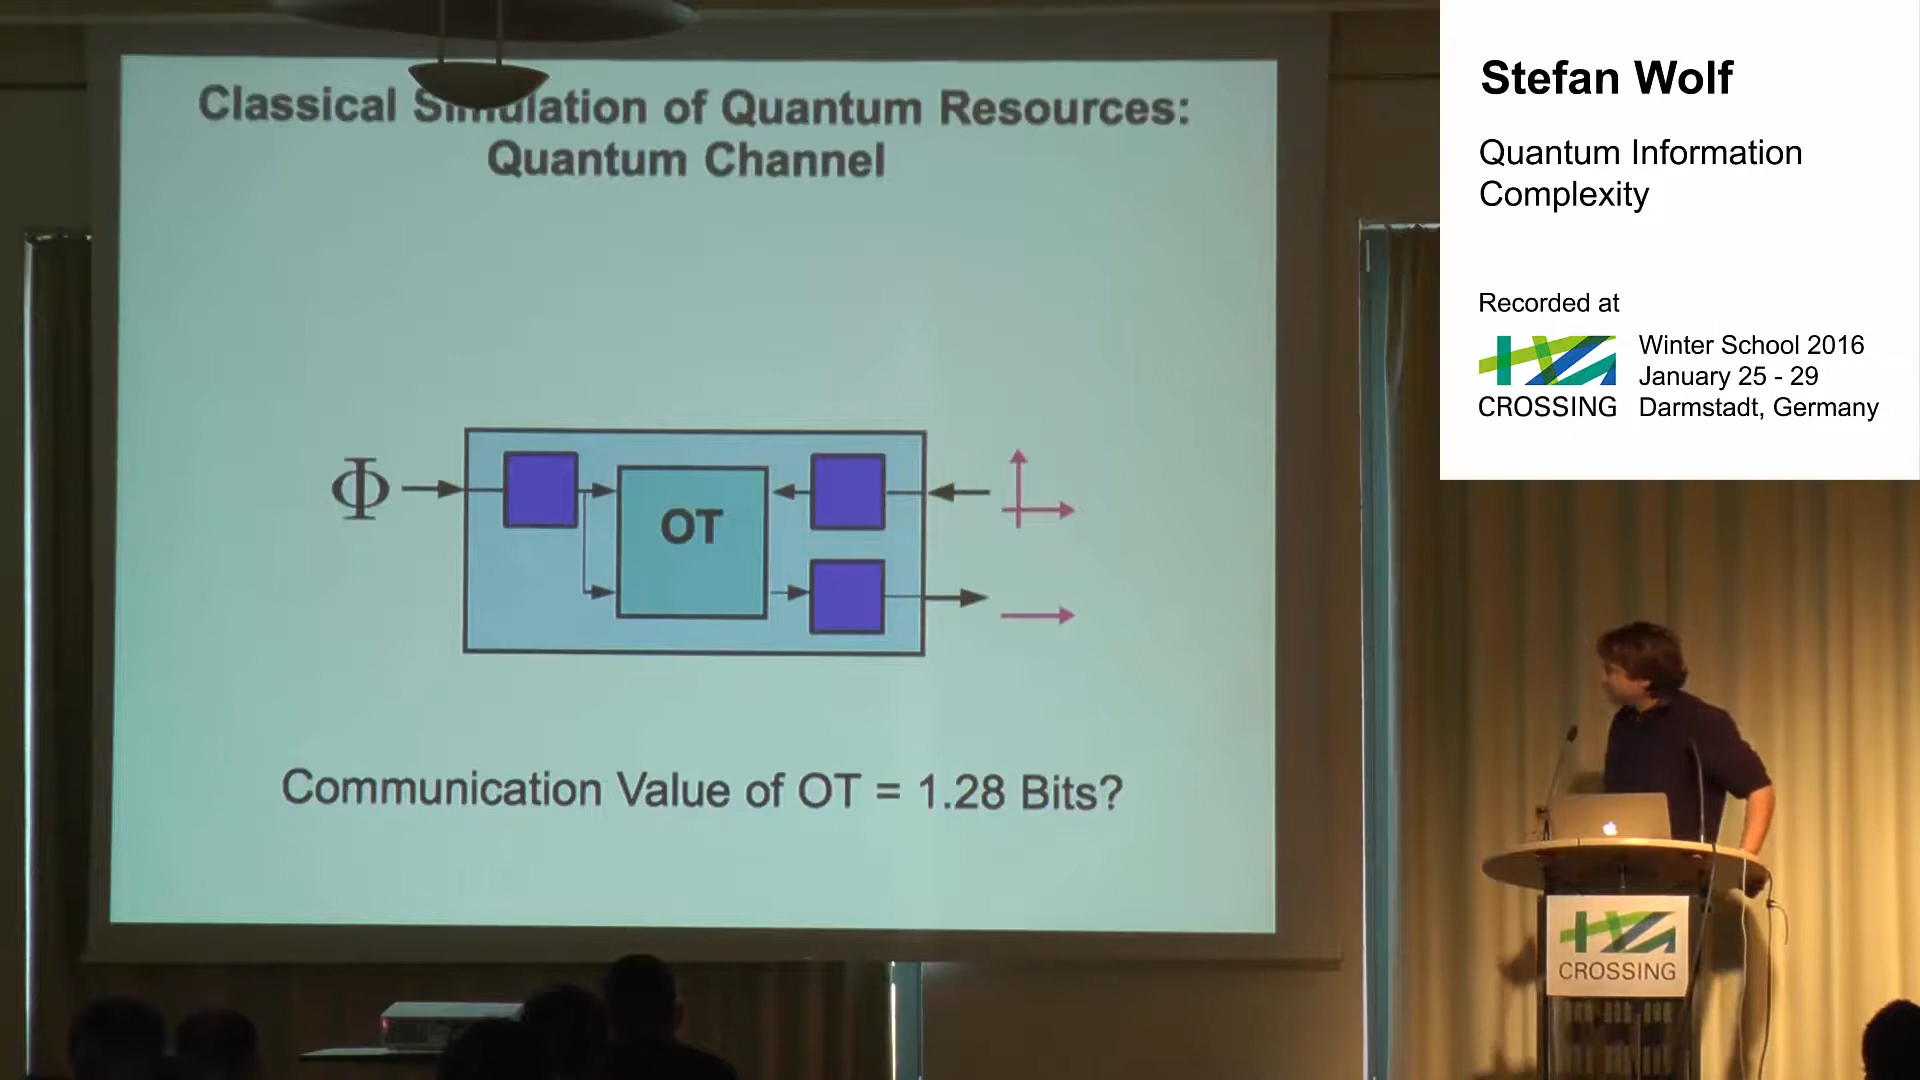 Classical Simulation of Quantum Resources:
Quantum Channel
Φ
OT
Communication Value of OT = 1.28 Bits?
Stefan Wolf
Quantum Information
Complexity
Recorded at
CROSSING
Winter School 2016
January 25 - 29
Darmstadt, Germany
CROSSING